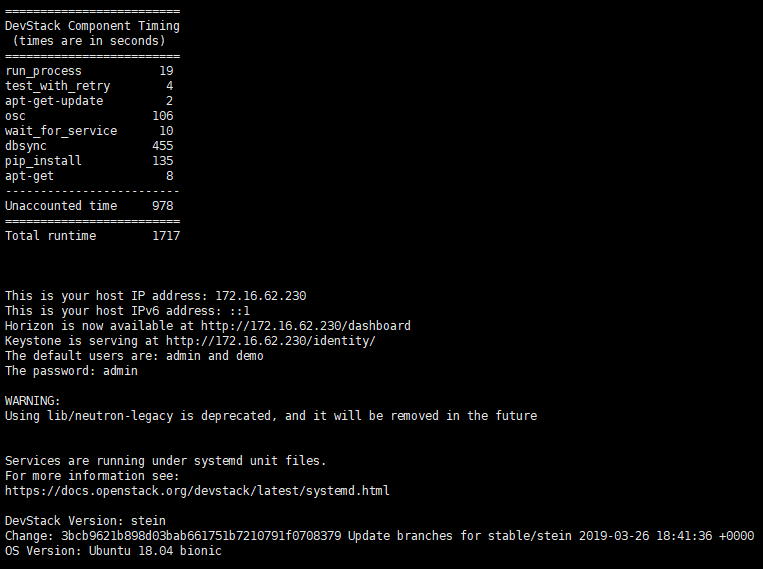 =========================
DevStack Component Timing
 (times are in seconds)
=========================
run_process           19
test_with_retry        4
apt-get-update         2
osc                  106
wait_for_service      10
dbsync               455
pip_install          135
apt-get                8
-------------------------
Unaccounted time     978
=========================
Total runtime        1717
This is your host IP address: 172.16.62.230
This is your host IPv6 address: ::1
Horizon is now available at http://172.16.62.230/dashboard
Keystone is serving at http://172.16.62.230/identity/
The default users are: admin and demo
The password: admin
WARNING:
Using lib/neutron-legacy is deprecated, and it will be removed in the future
Services are running under systemd unit files.
For more information see:
https://docs.openstack.org/devstack/latest/systemd.html
DevStack Version: stein
Change: 3bcb9621b898d03bab661751b7210791f0708379 Update branches for stable/stein 2019-03-26 18:41:36 +0000
OS Version: Ubuntu 18.04 bionic